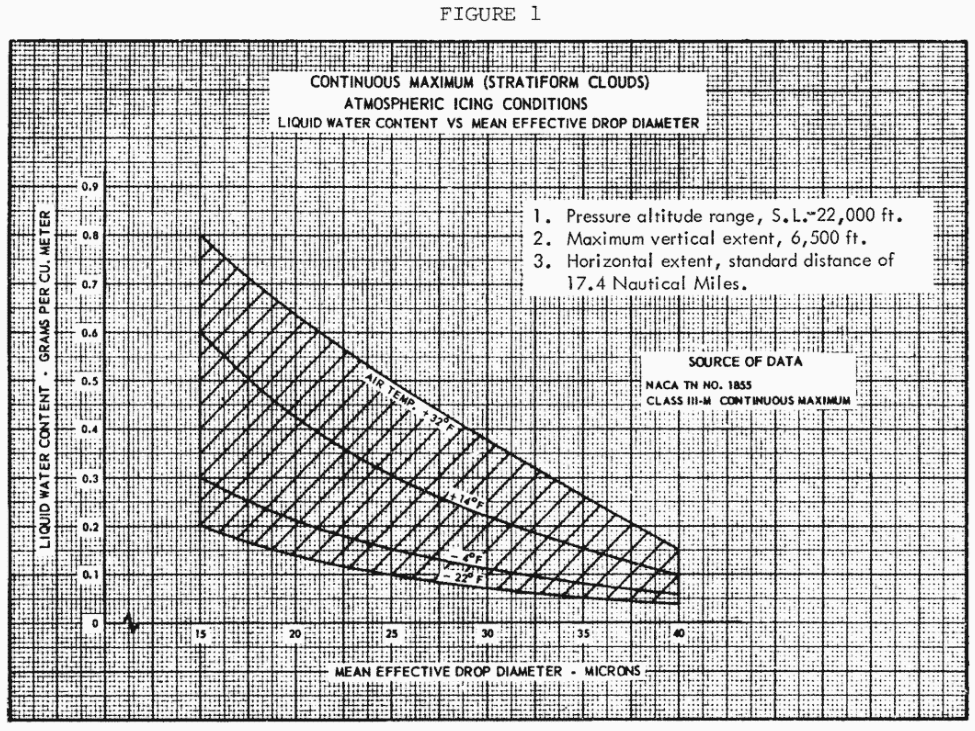 FIGURE 1
CONTINUOUS MAXIMUM (STRATIFORM CLOUDS)
ATMOSPHERIC ICING CONDITIONS
LIQUID WATER CONTENT VS MEAN EFFECTIVE DROP DIAMETER
1. Pressure altitude range, S.L.-22,000 ft.
2. Maximum vertical extent, 6,500 ft.
3. Horizontal extent, standard distance of
17.4 Nautical Miles.
SOURCE OF DATA
NACA TN NO. 1855
CLASS III-M CONTINUOUS MAXIMUM
LIQUID WATER CONTENT - GRAMS PER CU. METER
0.9
0.8
0.7
0.6
0.5
0.4
0.3
0.2
0.1
0
AIR TEMP. +32°F
+14°F
- 4°F
- 22°F
15 20 25 30 35 40
MEAN EFFECTIVE DROP DIAMETER - MICRONS